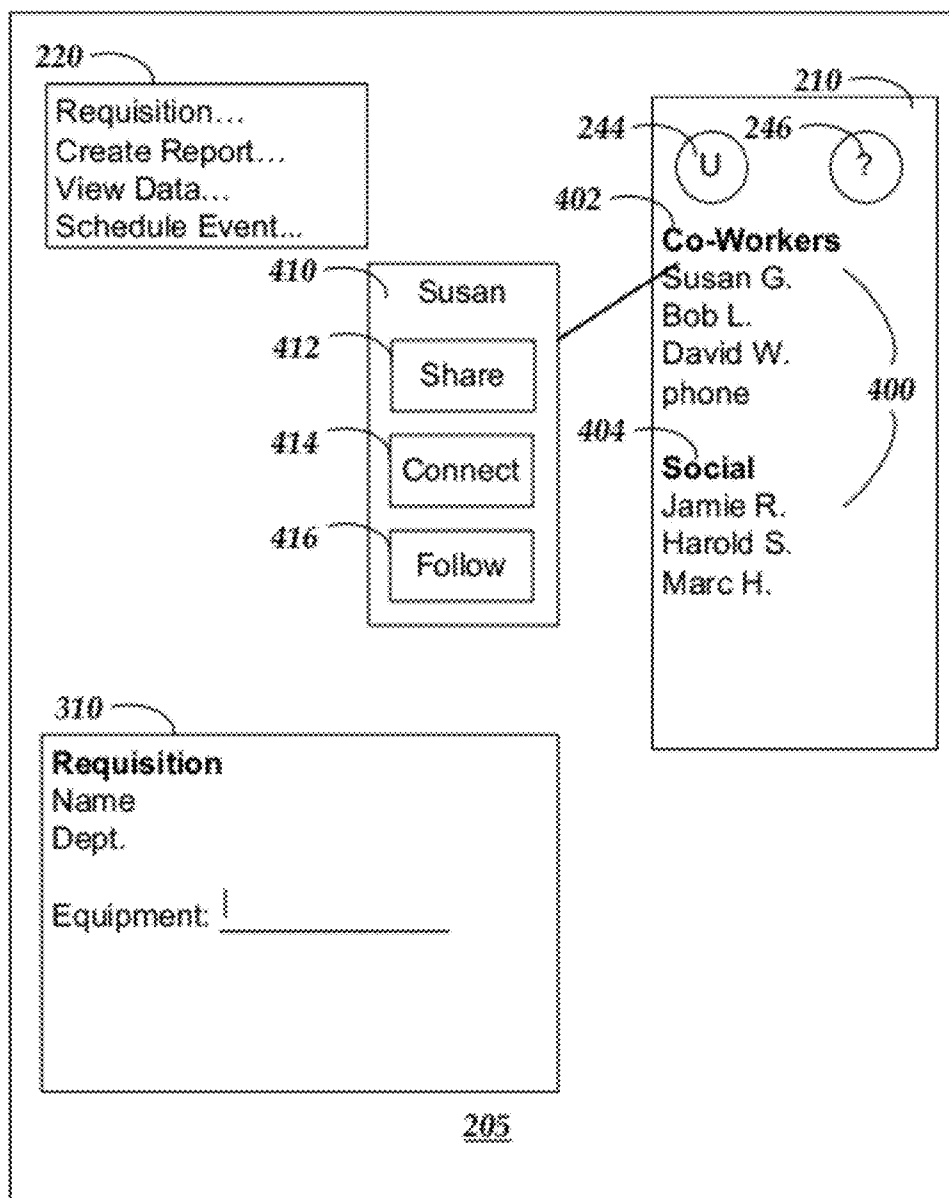 220
Requisition...
Create Report...
View Data...
Schedule Event...
210
244
246
U
?
402
Co-Workers
Susan G.
Bob L.
David W.
phone
400
404
Social
Jamie R.
Harold S.
Marc H.
410
Susan
412
Share
414
Connect
416
Follow
310
Requisition
Name
Dept.
Equipment:
205